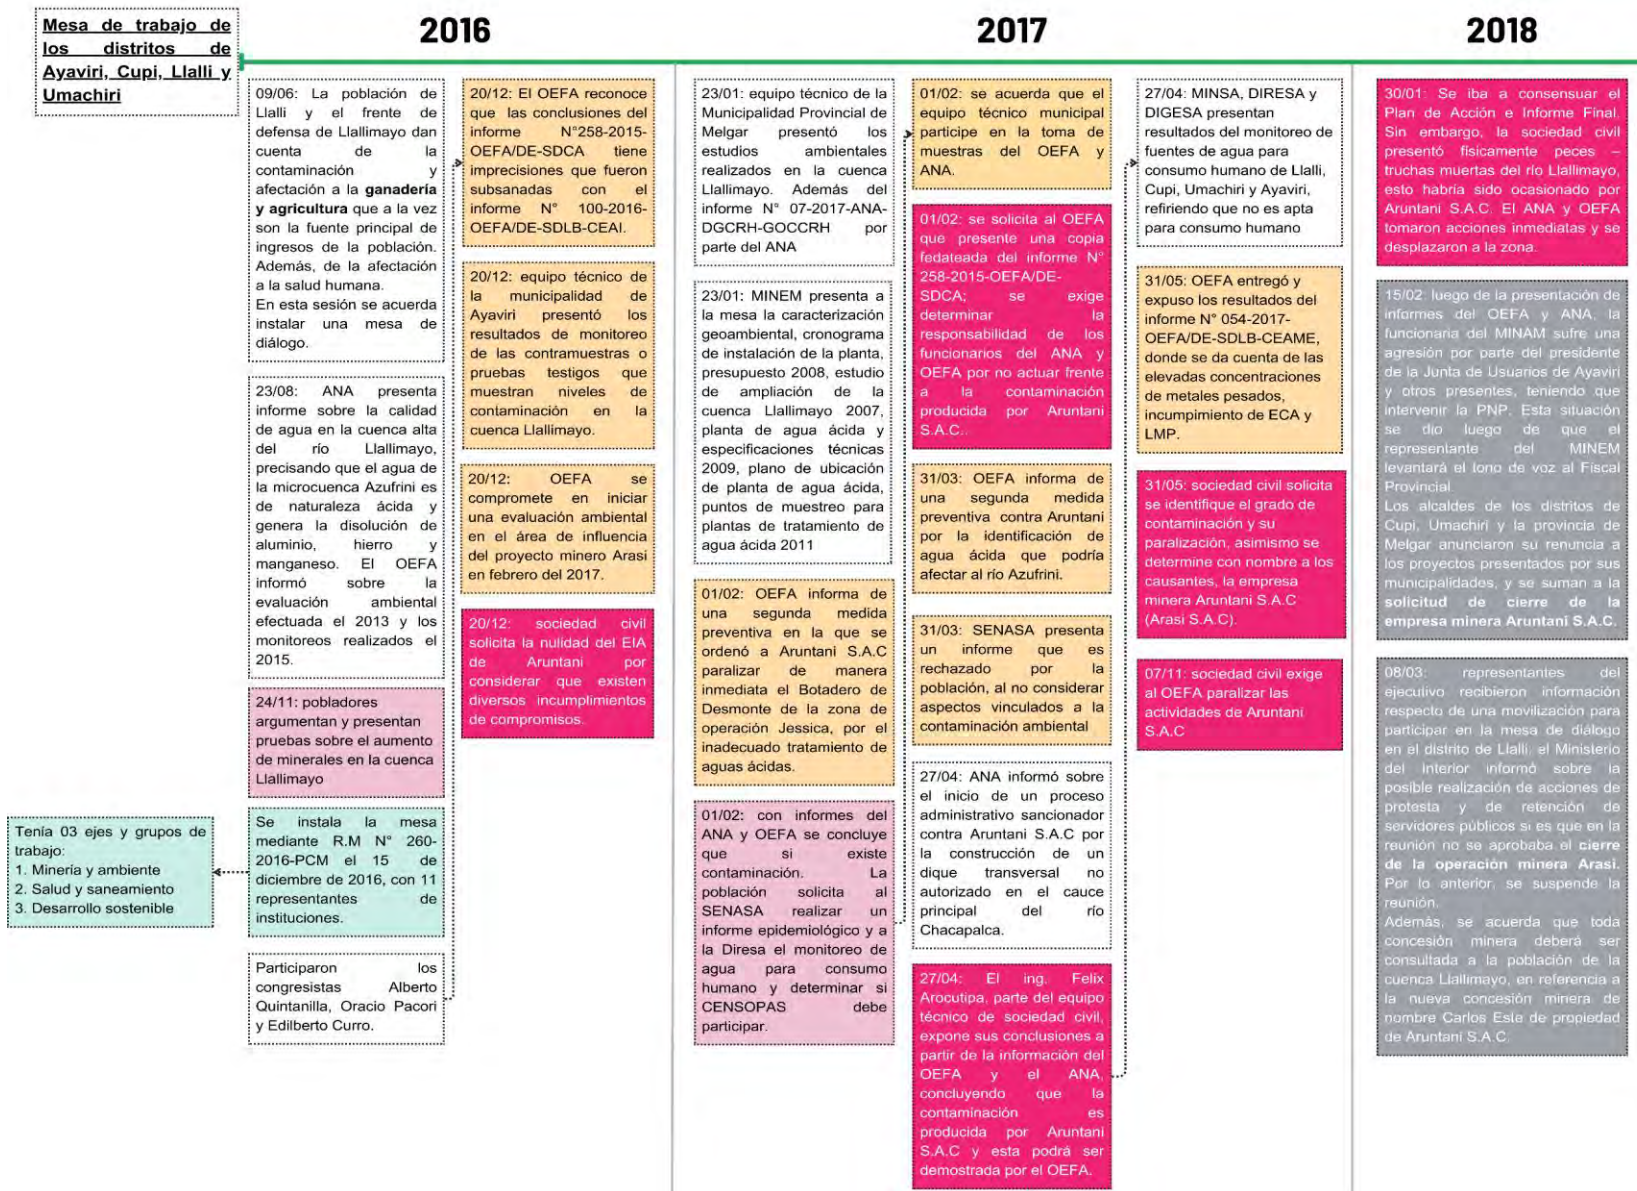 Mesa de trabajo de
los distritos de
Ayaviri, Cupi, Llalli y
Umachiri
2016
2017
2018
09/06: La población de
Llalli y el frente de
defensa de Llallimayo dan
cuenta de la
contaminación y
afectación a la ganadería
y agricultura que a la vez
son la fuente principal de
ingresos de la población.
Además, de la afectación
a la salud humana.
En esta sesión se acuerda
instalar una mesa de
diálogo.
23/08: ANA presenta
informe sobre la calidad
de agua en la cuenca alta
del río Llallimayo,
precisando que el agua de
la microcuenca Azufrini es
de naturaleza ácida y
genera la disolución de
aluminio, hierro y
manganeso. El OEFA
informó sobre la
evaluación ambiental
efectuada el 2013 y los
monitoreos realizados el
2015.
24/11: pobladores
argumentan y presentan
pruebas sobre el aumento
de minerales en la cuenca
Llallimayo
Se instala la mesa
mediante R.M N° 260-
2016-PCM el 15 de
diciembre de 2016, con 11
representantes de
instituciones.
Tenía 03 ejes y grupos de
trabajo:
1. Minería y ambiente
2. Salud y saneamiento
3. Desarrollo sostenible
Participaron los
congresistas Alberto
Quintanilla, Oracio Pacori
y Edilberto Curro.
20/12: El OEFA reconoce
que las conclusiones del
informe N°258-2015-
OEFA/DE-SDCA tiene
imprecisiones que fueron
subsanadas con el
informe N° 100-2016-
OEFA/DE-SDLB-CEAI.
20/12: equipo técnico de
la municipalidad de
Ayaviri presentó los
resultados de monitoreo
de las contramuestras o
pruebas testigos que
muestran niveles de
contaminación en la
cuenca Llallimayo.
20/12: OEFA se
compromete en iniciar
una evaluación ambiental
en el área de influencia
del proyecto minero Arasi
en febrero del 2017.
20/12: sociedad civil
solicita la nulidad del EIA
de Aruntani por
considerar que existen
diversos incumplimientos
de compromisos.
23/01: equipo técnico de la
Municipalidad Provincial de
Melgar presentó los
estudios ambientales
realizados en la cuenca
Llallimayo. Además del
informe N° 07-2017-ANA-
DGCRH-GOCCRH por
parte del ANA
23/01: MINEM presenta a
la mesa la caracterización
geoambiental, cronograma
de instalación de la planta,
presupuesto 2008, estudio
de ampliación de la
cuenca Llallimayo 2007,
planta de agua ácida y
especificaciones técnicas
2009, plano de ubicación
de planta de agua ácida,
puntos de muestreo para
plantas de tratamiento de
agua ácida 2011
01/02: OEFA informa de
una segunda medida
preventiva en la que se
ordenó a Aruntani S.A.C
paralizar de manera
inmediata el Botadero de
Desmonte de la zona de
operación Jessica, por el
inadecuado tratamiento de
aguas ácidas.
01/02: con informes del
ANA y OEFA se concluye
que si existe
contaminación. La
población solicita al
SENASA realizar un
informe epidemiológico y a
la Diresa el monitoreo de
agua para consumo
humano y determinar si
CENSOPAS debe
participar.
01/02: se acuerda que el
equipo técnico municipal
participe en la toma de
muestras del OEFA y
ANA.
01/02: se solicita al OEFA
que presente una copia
fedateada del informe N°
258-2015-OEFA/DE-
SDCA; se exige
determinar la
responsabilidad de los
funcionarios del ANA y
OEFA por no actuar frente
a la contaminación
producida por Aruntani
S.A.C..
31/03: OEFA informa de
una segunda medida
preventiva contra Aruntani
por la identificación de
agua ácida que podría
afectar al río Azufrini.
31/03: SENASA presenta
un informe que es
rechazado por la
población, al no considerar
aspectos vinculados a la
contaminación ambiental
27/04: ANA informó sobre
el inicio de un proceso
administrativo sancionador
contra Aruntani S.A.C por
la construcción de un
dique transversal no
autorizado en el cauce
principal del río
Chacapalca.
27/04: El ing. Felix
Arocutipa, parte del equipo
técnico de sociedad civil,
expone sus conclusiones a
partir de la información del
OEFA y el ANA,
concluyendo que la
contaminación es
producida por Aruntani
S.A.C y esta podrá ser
demostrada por el OEFA.
27/04: MINSA, DIRESA y
DIGESA presentan
resultados del monitoreo de
fuentes de agua para
consumo humano de Llalli,
Cupi, Umachiri y Ayaviri,
refiriendo que no es apta
para consumo humano
31/05: OEFA entregó y
expuso los resultados del
informe N° 054-2017-
OEFA/DE-SDLB-CEAME,
donde se da cuenta de las
elevadas concentraciones
de metales pesados,
incumpimiento de ECA y
LMP.
31/05: sociedad civil solicita
se identifique el grado de
contaminación y su
paralización, asimismo se
determine con nombre a los
causantes, la empresa
minera Aruntani S.A.C
(Arasi S.A.C).
07/11: sociedad civil exige
al OEFA paralizar las
actividades de Aruntani
S.A.C
30/01: Se iba a consensuar el
Plan de Acción e Informe Final.
Sin embargo, la sociedad civil
presentó físicamente peces –
truchas muertas del río Llallimayo,
esto habría sido ocasionado por
Aruntani S.A.C. El ANA y OEFA
tomaron acciones inmediatas y se
desplazaron a la zona.
15/02: luego de la presentación de
informes del OEFA y ANA, la
funcionaria del MINAM sufre una
agresión por parte del presidente
de la Junta de Usuarios de Ayaviri
y otros presentes, teniendo que
intervenir la PNP. Esta situación
se dio luego de que el
representante del MINEM
levantará el tono de voz al Fiscal
Provincial.
Los alcaldes de los distritos de
Cupi, Umachiri y la provincia de
Melgar anunciaron su renuncia a
los proyectos presentados por sus
municipalidades, y se suman a la
solicitud de cierre de la
empresa minera Aruntani S.A.C.
08/03: representantes del
ejecutivo recibieron información
respecto de una movilización para
participar en la mesa de diálogo
en el distrito de Llalli, el Ministerio
del Interior informó sobre la
posible realización de acciones de
protesta y de retención de
servidores públicos si es que en la
reunión no se aprobaba el cierre
de la operación minera Arasi.
Por lo anterior, se suspende la
reunión.
Además, se acuerda que toda
concesión minera deberá ser
consultada a la población de la
cuenca Llallimayo, en referencia a
la nueva concesión minera de
nombre Carlos Este de propiedad
de Aruntani S.A.C.